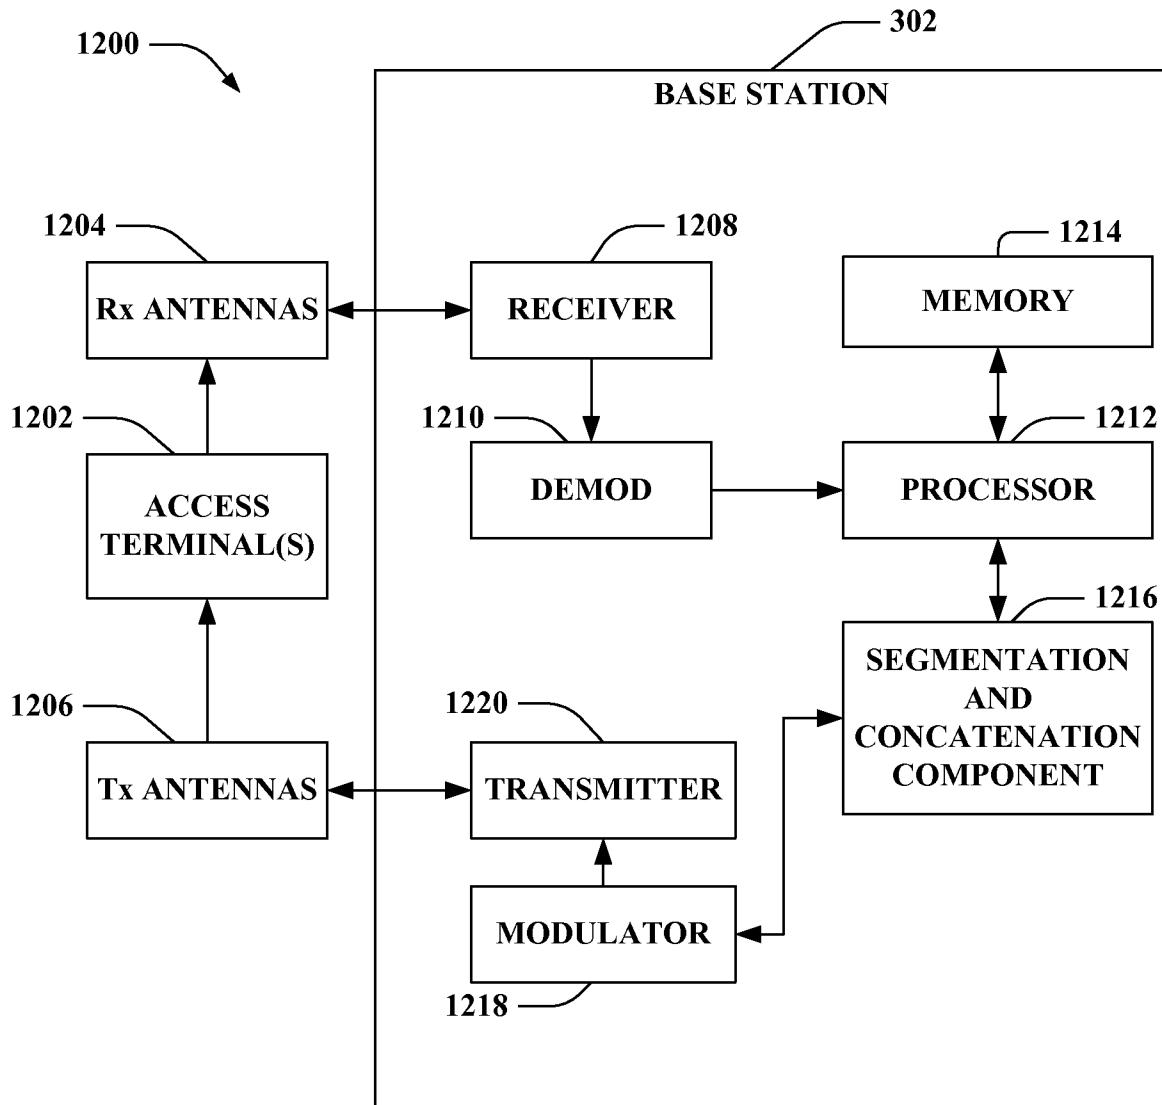 302
1200
BASE STATION
1204
1208
1214
Rx ANTENNAS
RECEIVER
MEMORY
1202
1210
1212
ACCESS
TERMINAL(S)
DEMOD
PROCESSOR
1216
SEGMENTATION
AND
CONCATENATION
COMPONENT
1206
1220
Tx ANTENNAS
TRANSMITTER
MODULATOR
1218